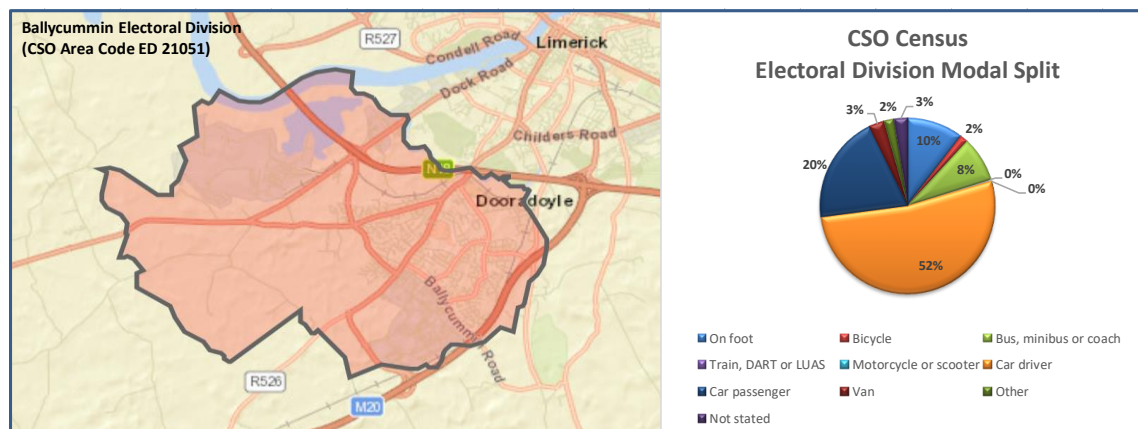 Ballycummin Electoral Division
(CSO Area Code ED 21051)
R527
Condell Road
Limerick
Dock Road
Childers Road
Dooradoyle
Ballycummin Road
R526
M20
CSO Census
Electoral Division Modal Split
3%
2%
3%
10%
2%
20%
8%
0%
0%
52%
On foot
Bicycle
Bus, minibus or coach
Train, DART or LUAS
Motorcycle or scooter
Car driver
Car passenger
Van
Other
Not stated